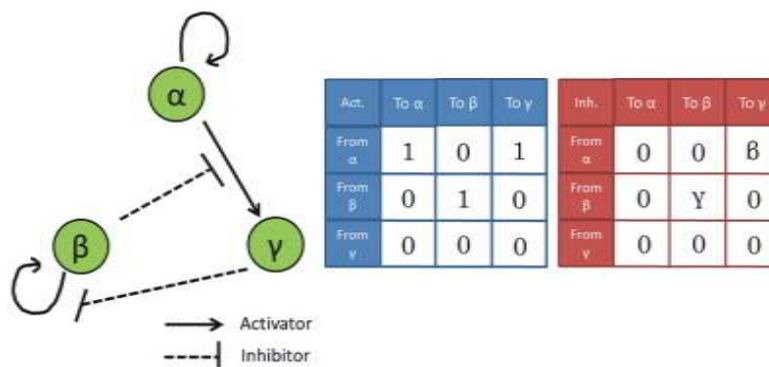 α
β
γ
Activator
Inhibitor
Act. To α To β To γ
From α 1 0 1
From β 0 1 0
From γ 0 0 0
Inh. To α To β To γ
From α 0 0 β
From β 0 γ 0
From γ 0 0 0